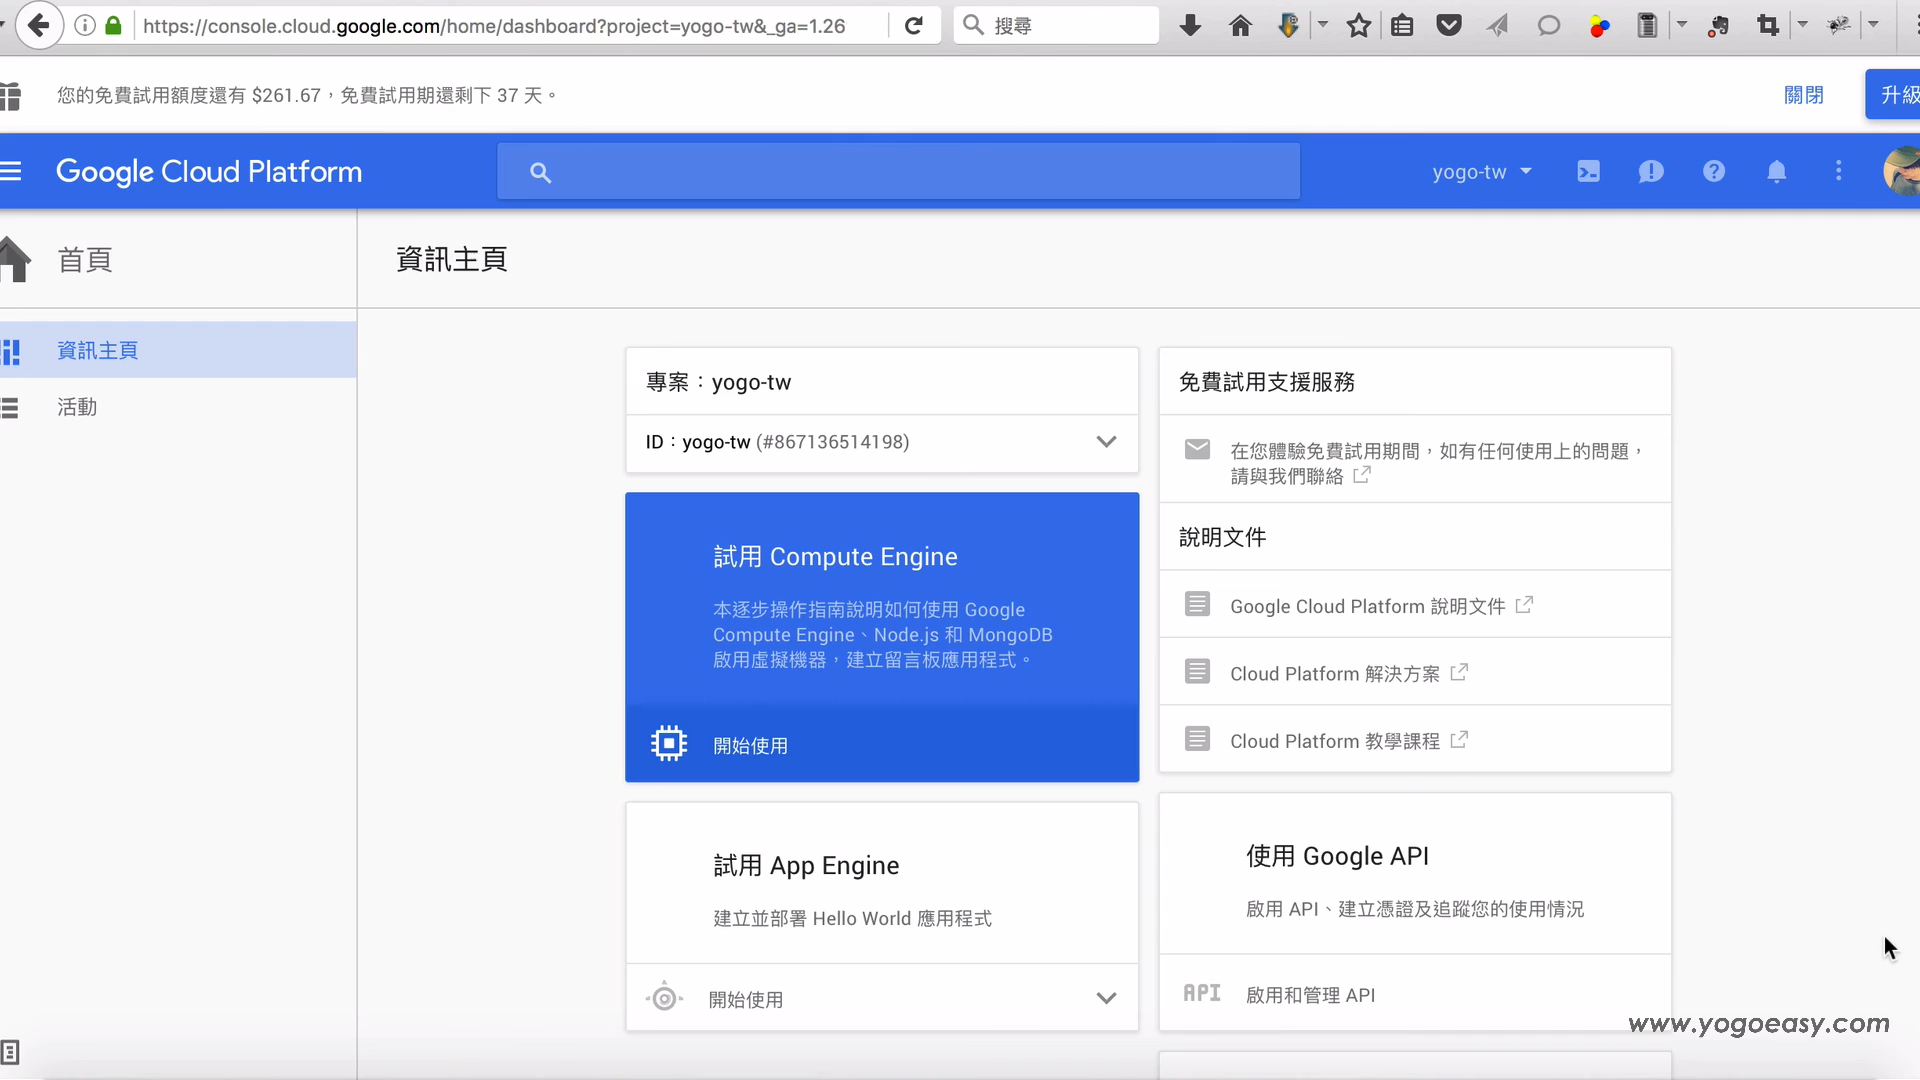 https://console.cloud.google.com/home/dashboard?project=yogo-tw&_ga=1.26
搜尋
您的免費試用額度還有 $261.67，免費試用期還剩下 37 天。
關閉
升級
Google Cloud Platform
yogo-tw
首頁
資訊主頁
資訊主頁
活動
專案：yogo-tw
ID：yogo-tw (#867136514198)
試用 Compute Engine
本逐步操作指南說明如何使用 Google
Compute Engine、Node.js 和 MongoDB
啟用虛擬機器，建立留言板應用程式。
開始使用
試用 App Engine
建立並部署 Hello World 應用程式
開始使用
免費試用支援服務
在您體驗免費試用期間，如有任何使用上的問題，
請與我們聯絡
說明文件
Google Cloud Platform 說明文件
Cloud Platform 解決方案
Cloud Platform 教學課程
使用 Google API
啟用 API、建立憑證及追蹤您的使用情況
API
啟用和管理 API
www.yogoeasy.com